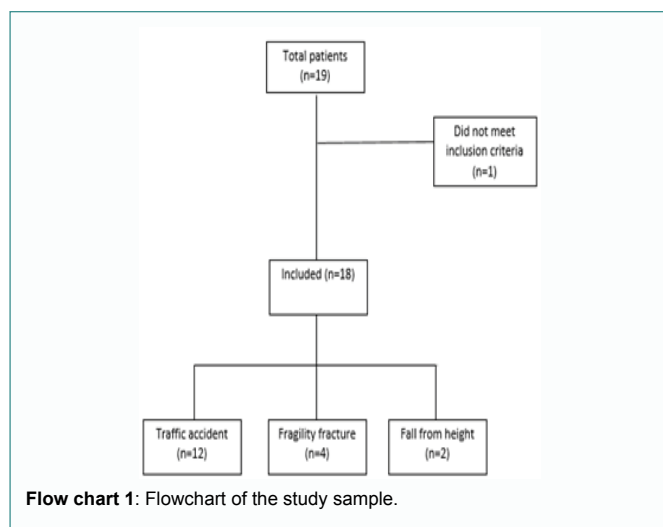 Total patients
(n=19)
Did not meet
inclusion criteria
(n=1)
Included (n=18)
Traffic accident
(n=12)
Fragility fracture
(n=4)
Fall from height
(n=2)
Flow chart 1: Flowchart of the study sample.